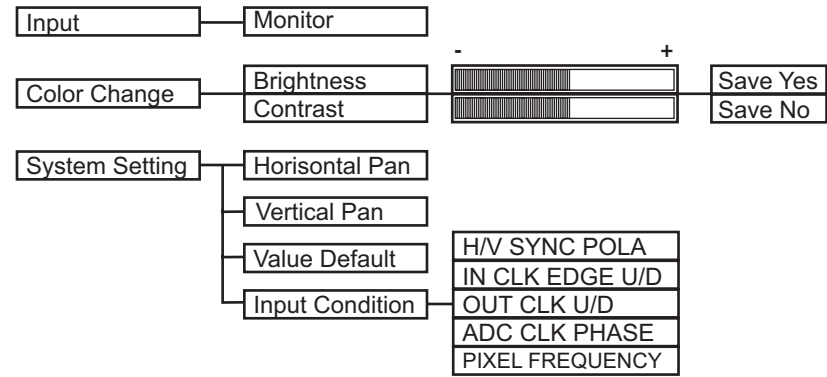 Input
Monitor
- +
Color Change
Brightness
Contrast
Save Yes
Save No
System Setting
Horisontal Pan
Vertical Pan
Value Default
Input Condition
H/V SYNC POLA
IN CLK EDGE U/D
OUT CLK U/D
ADC CLK PHASE
PIXEL FREQUENCY